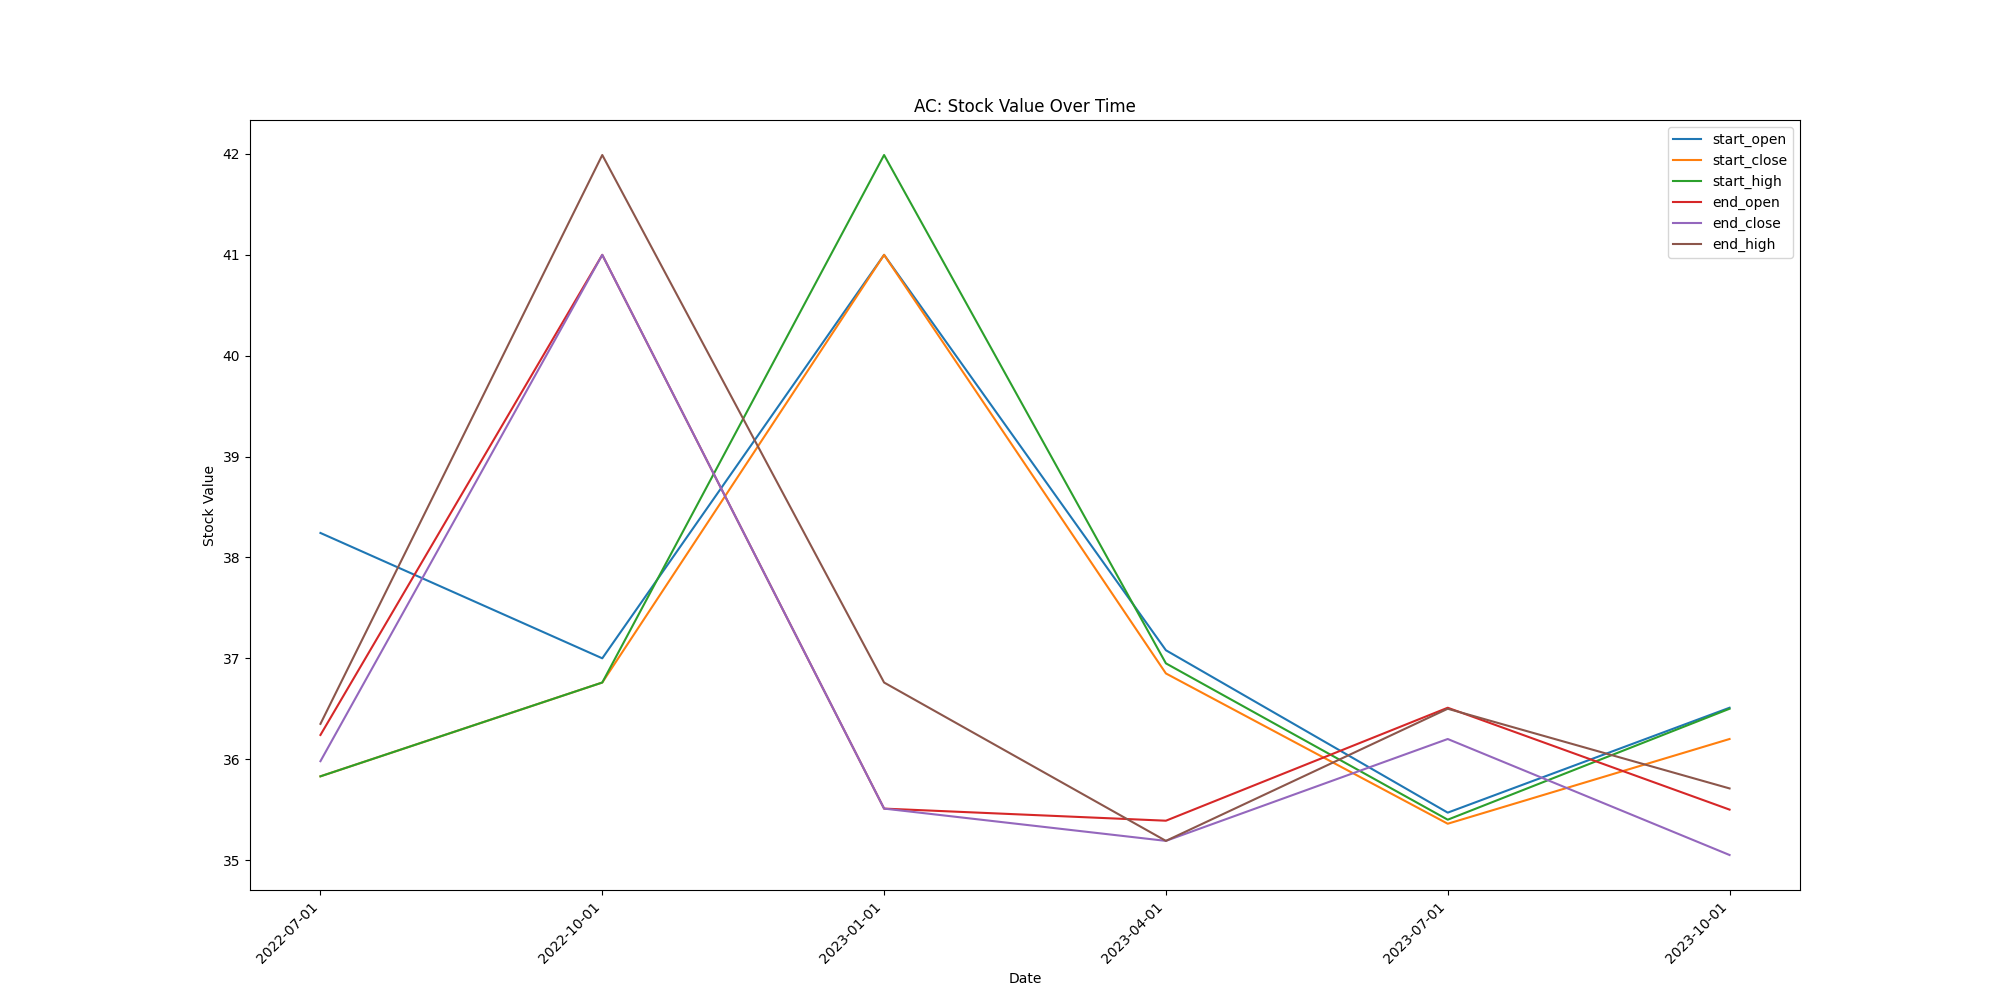 AC: Stock Value Over Time
start_open
start_close
start_high
end_open
end_close
end_high
42
41
40
39
38
37
36
35
Stock Value
2022-07-01
2022-10-01
2023-01-01
2023-04-01
2023-07-01
2023-10-01
Date